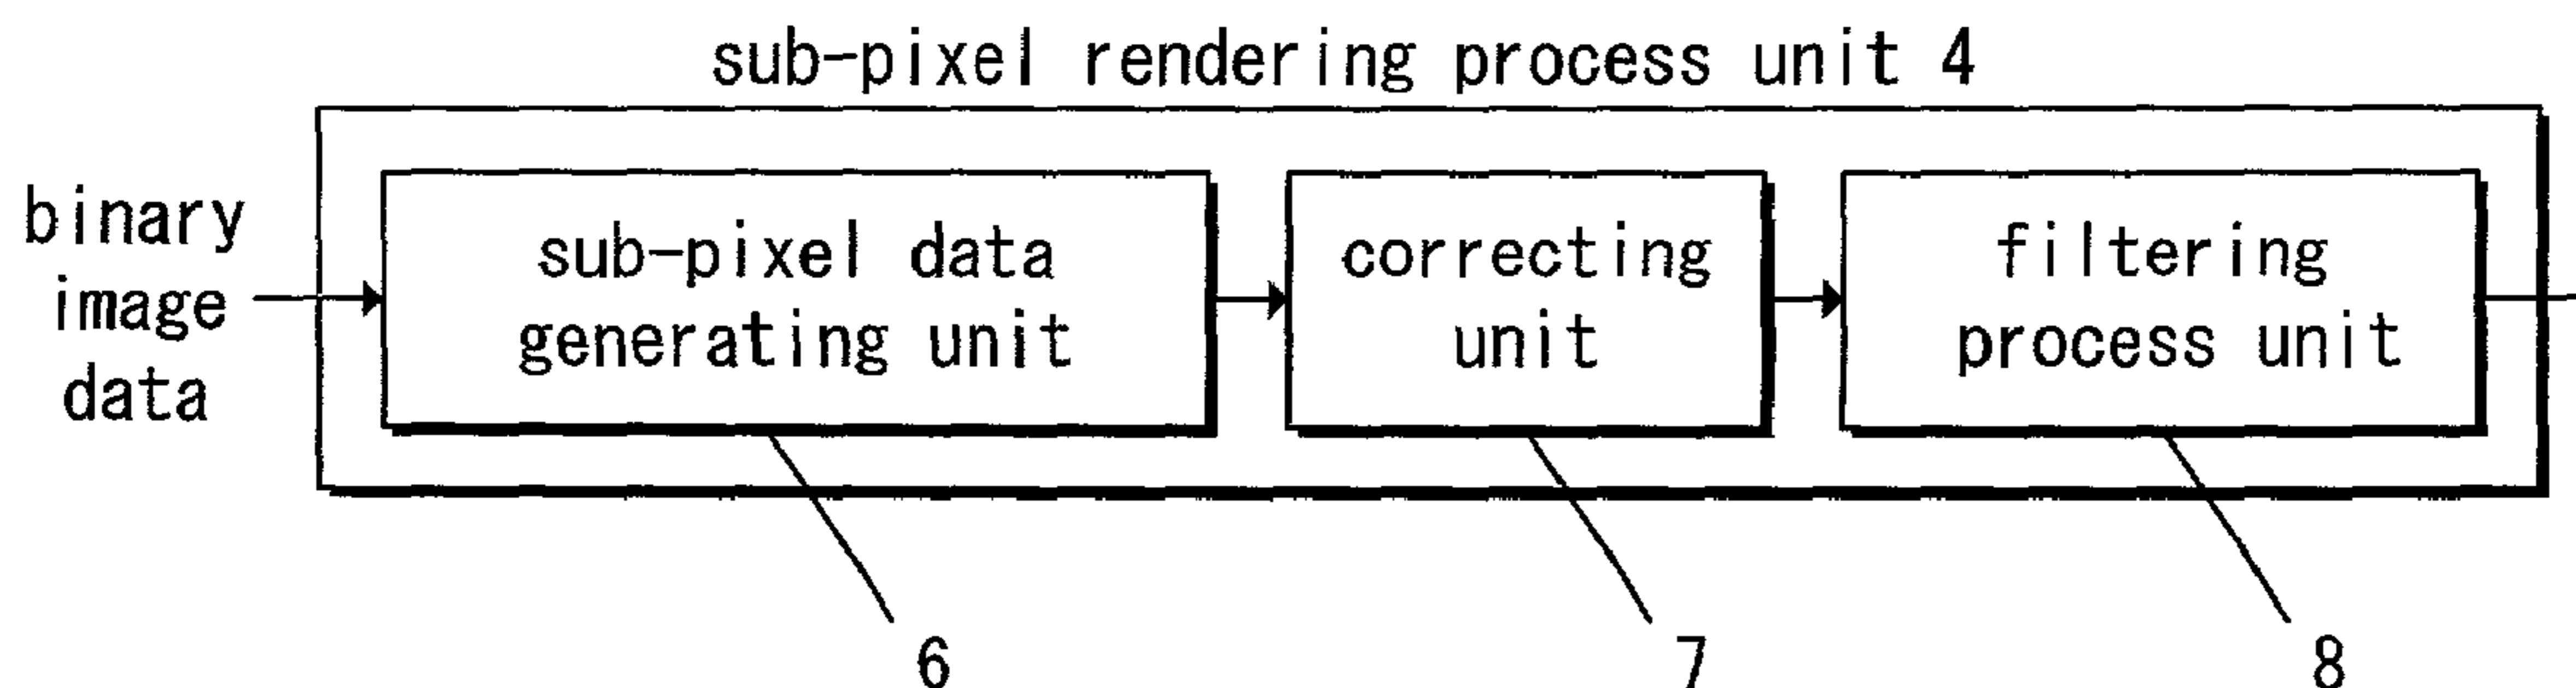 sub-pixel rendering process unit 4
binary
image
data
sub-pixel data
generating unit
correcting
unit
filtering
process unit
6
7
8